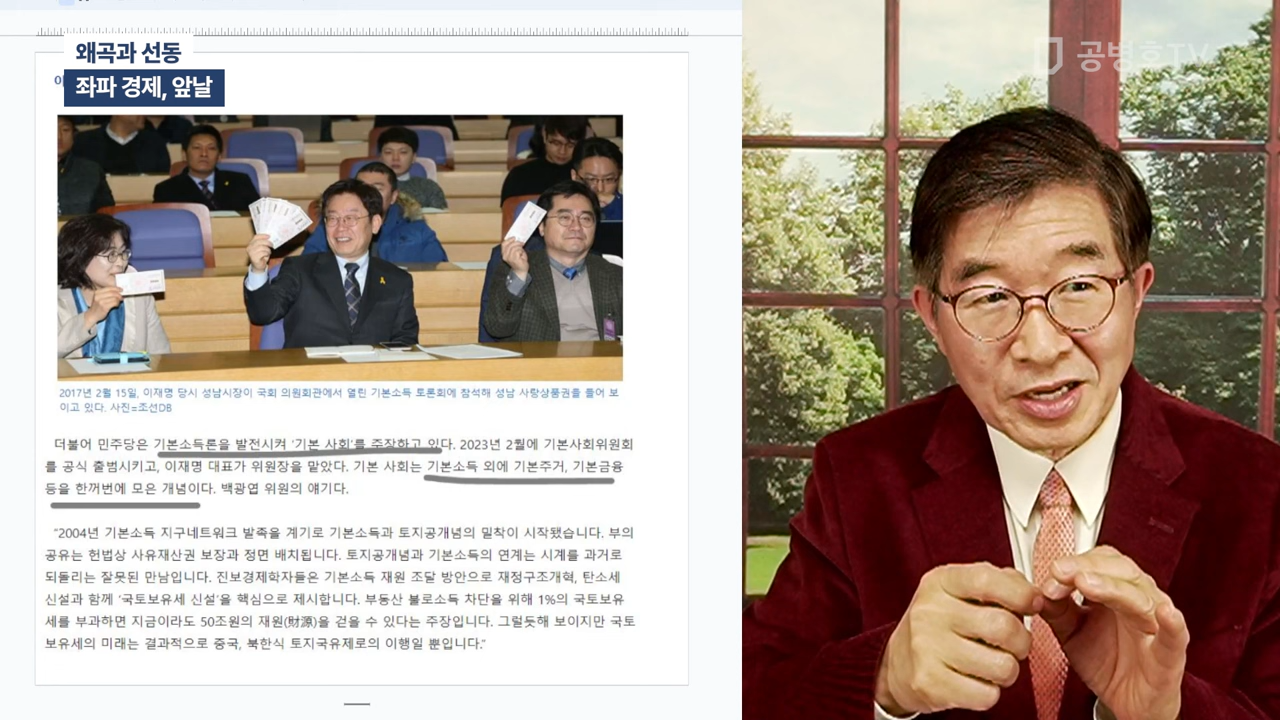 왜곡과 선동
좌파 경제, 앞날
공병호TV
2017년 2월 15일, 이재명 당시 성남시장이 국회 의원회관에서 열린 기본소득 토론회에 참석해 성남 사랑상품권를 들어 보
이고 있다. 사진=조선DB
더불어 민주당은 기본소득론을 발전시켜 ‘기본 사회’를 주장하고 있다. 2023년 2월에 기본사회위원회
를 공식 출범시키고, 이재명 대표가 위원장을 맡았다. 기본 사회는 기본소득 외에 기본주거, 기본금융
등을 한꺼번에 모은 개념이다. 백광엽 위원의 얘기다.
“2004년 기본소득 지구네트워크 발족을 계기로 기본소득과 토지공개념의 밀착이 시작됐습니다. 부의
공유는 헌법상 사유재산권 보장과 정면 배치됩니다. 토지공개념과 기본소득의 연계는 시계를 과거로
되돌리는 잘못된 만남입니다. 진보경제학자들은 기본소득 재원 조달 방안으로 재정구조개혁, 탄소세
신설과 함께 ‘국토보유세 신설’을 핵심으로 제시합니다. 부동산 불로소득 차단을 위해 1%의 국토보유
세를 부과하면 지금이라도 50조원의 재원(財源)을 걷을 수 있다는 주장입니다. 그럴듯해 보이지만 국토
보유세의 미래는 결과적으로 중국, 북한식 토지국유제로의 이행일 뿐입니다.”